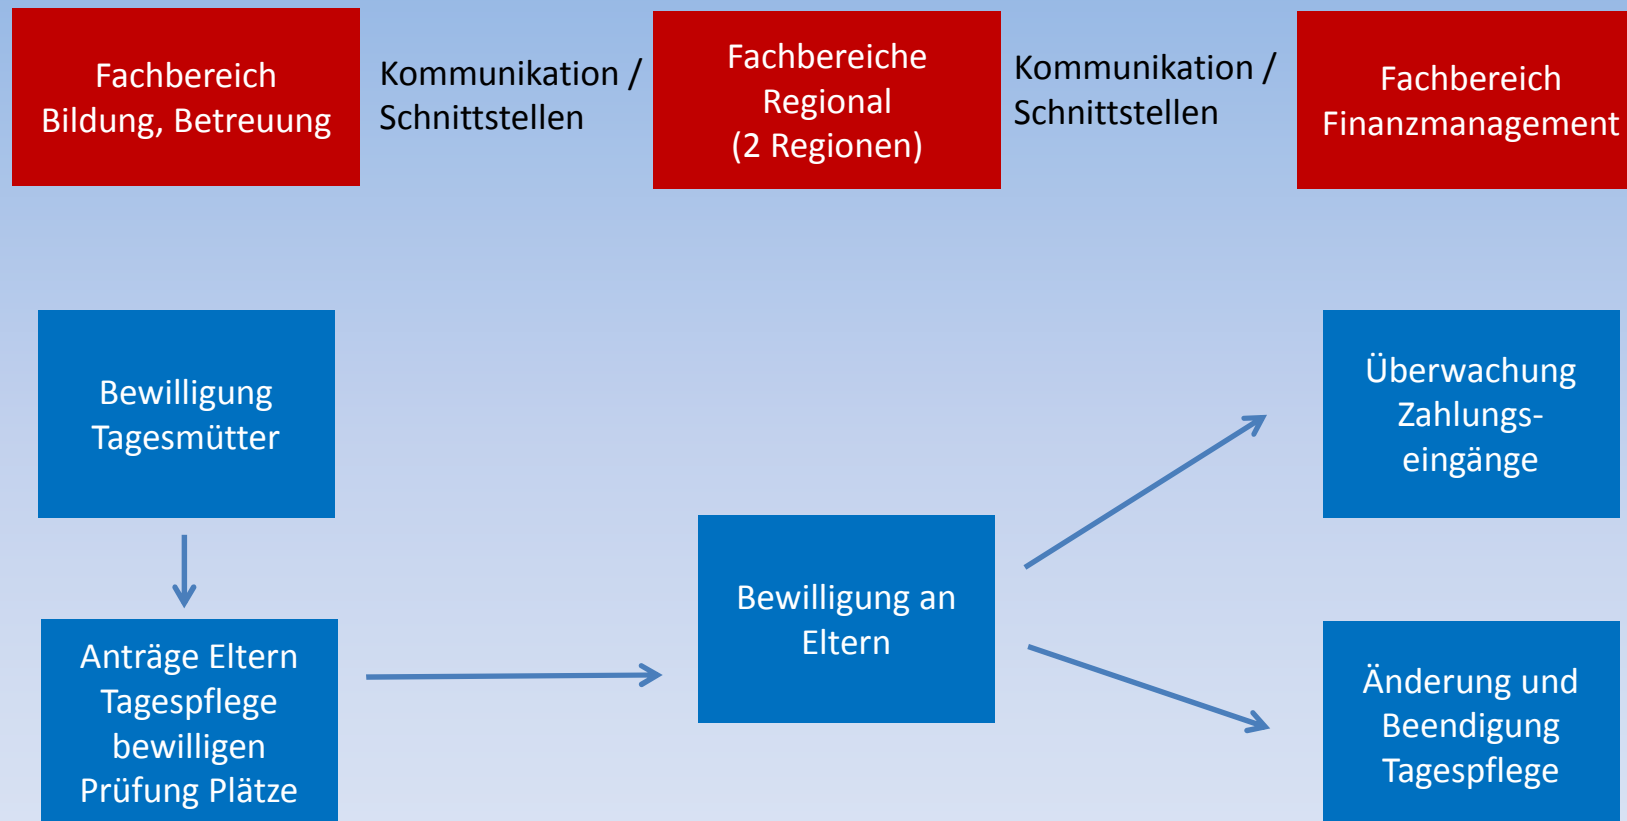 Fachbereich
Bildung, Betreuung
Kommunikation /
Schnittstellen
Fachbereiche
Regional
(2 Regionen)
Kommunikation /
Schnittstellen
Fachbereich
Finanzmanagement
Bewilligung
Tagesmütter
Anträge Eltern
Tagespflege
bewilligen
Prüfung Plätze
Bewilligung an
Eltern
Überwachung
Zahlungs-
eingänge
Änderung und
Beendigung
Tagespflege